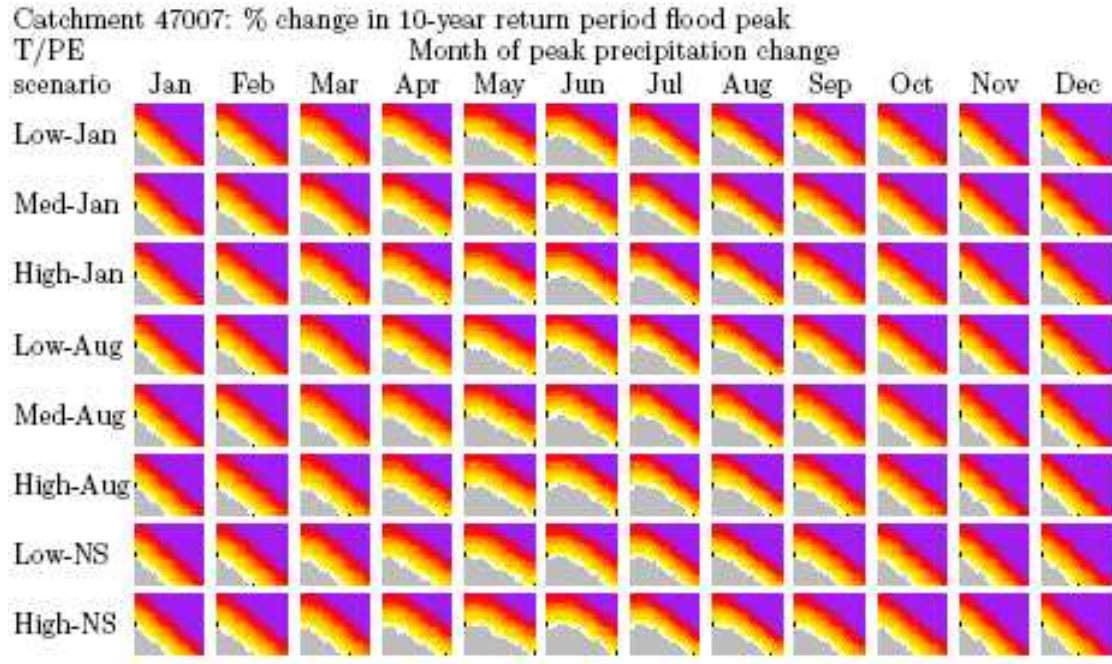 Catchment 47007: % change in 10-year return period flood peak
T/PE Month of peak precipitation change
scenario Jan Feb Mar Apr May Jun Jul Aug Sep Oct Nov Dec
Low-Jan
Med-Jan
High-Jan
Low-Aug
Med-Aug
High-Aug
Low-NS
High-NS